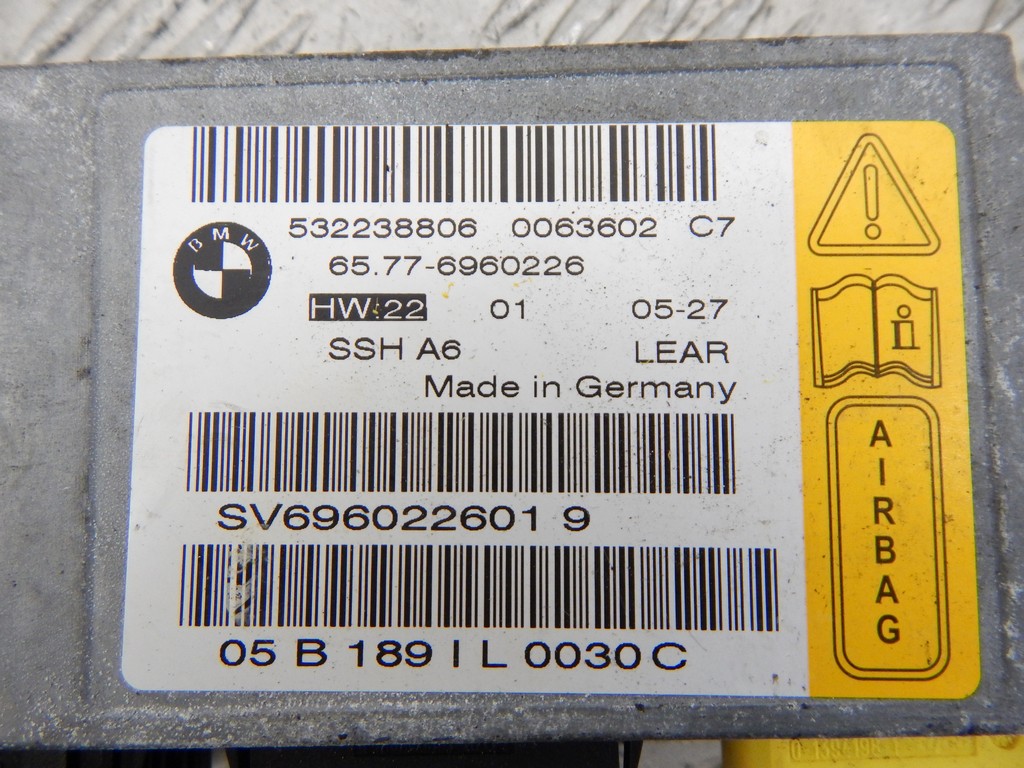 532238806 0063602 C7
BMW
65.77-6960226
HW:22 01 05-27
SSH A6 LEAR
Made in Germany
SV696022601 9
05 B 189 I L 0030 C
i
AIRBAG